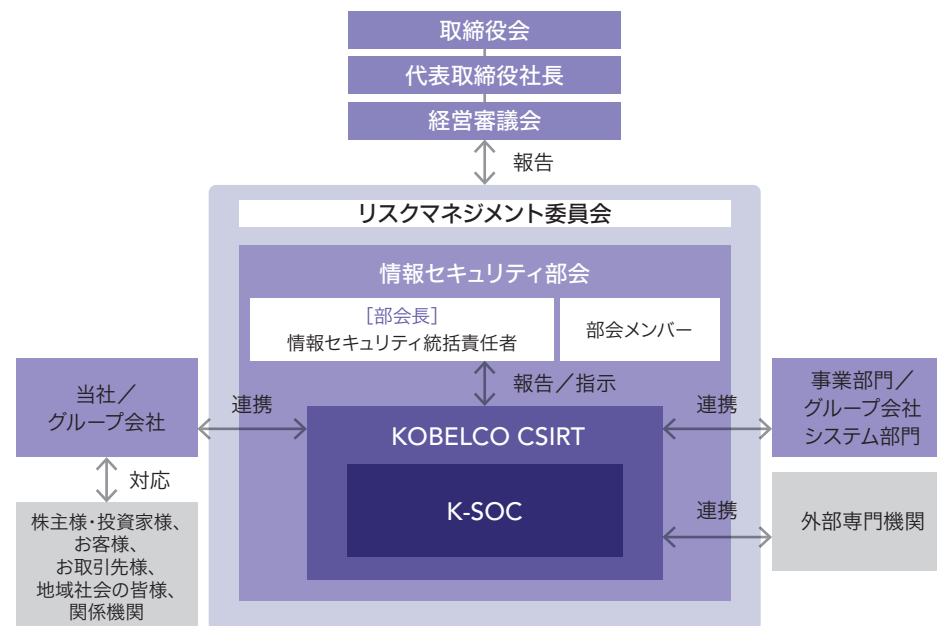 取締役会
代表取締役社長
経営審議会
報告
リスクマネジメント委員会
情報セキュリティ部会
［部会長］
情報セキュリティ統括責任者
部会メンバー
報告／指示
当社／
グループ会社
連携
KOBELCO CSIRT
K-SOC
連携
事業部門／
グループ会社
システム部門
対応
株主様・投資家様、
お客様、
お取引先様、
地域社会の皆様、
関係機関
連携
外部専門機関